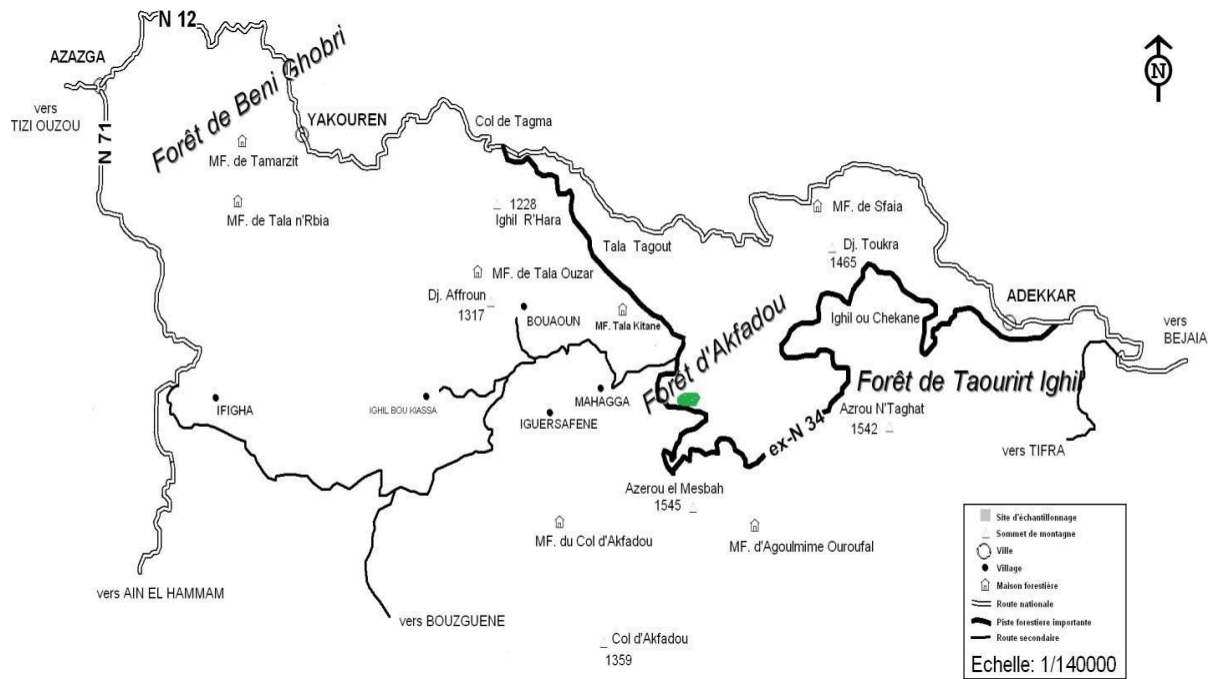 N 12
AZAZGA
vers
TIZI OUZOU
N 71
Forêt de Beni Ghobri
MF. de Tamarzit
MF. de Tala n'Rbia
YAKOUREN
Col de Tagma
N
1228
Ighil R'Hara
Tala Tagout
MF. de Sfaia
Dj. Toukra
1465
MF. de Tala Ouzar
Dj. Affroun
1317
BOUAOUN
MF. Tala Kitane
Ighil ou Chekane
ADEKKAR
vers
BEJAIA
Forêt d'Akfadou
Forêt de Taourirt Ighil
IFIGHA
IGHIL BOU KIASSA
MAHAGGA
IGUERSAFENE
Azrou N'Taghat
1542
ex-N 34
vers TIFRA
Azerou el Mesbah
1545
MF. du Col d'Akfadou
MF. d'Agoulmime Ouroufal
vers AIN EL HAMMAM
vers BOUZGUENE
Col d'Akfadou
1359
Site d'échantillonnage
Sommet de montagne
Ville
Village
Maison forestière
Route nationale
Piste forestiere importante
Route secondaire
Echelle: 1/140000